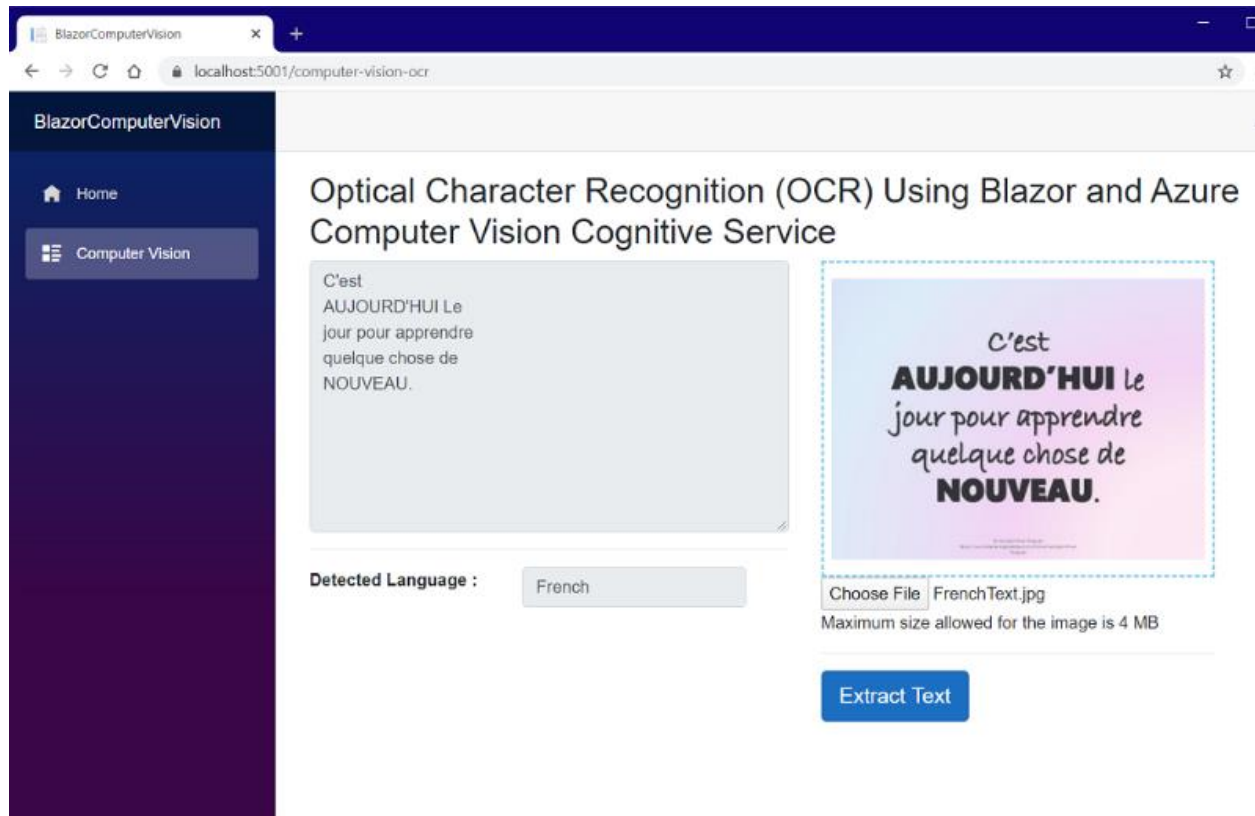 BlazorComputerVision
localhost:5001/computer-vision-ocr
BlazorComputerVision
Home
Computer Vision
Optical Character Recognition (OCR) Using Blazor and Azure
Computer Vision Cognitive Service
C'est
AUJOURD'HUI Le
jour pour apprendre
quelque chose de
NOUVEAU.
Detected Language :
French
C'est
AUJOURD'HUI Le
jour pour apprendre
quelque chose de
NOUVEAU.
Choose File FrenchText.jpg
Maximum size allowed for the image is 4 MB
Extract Text